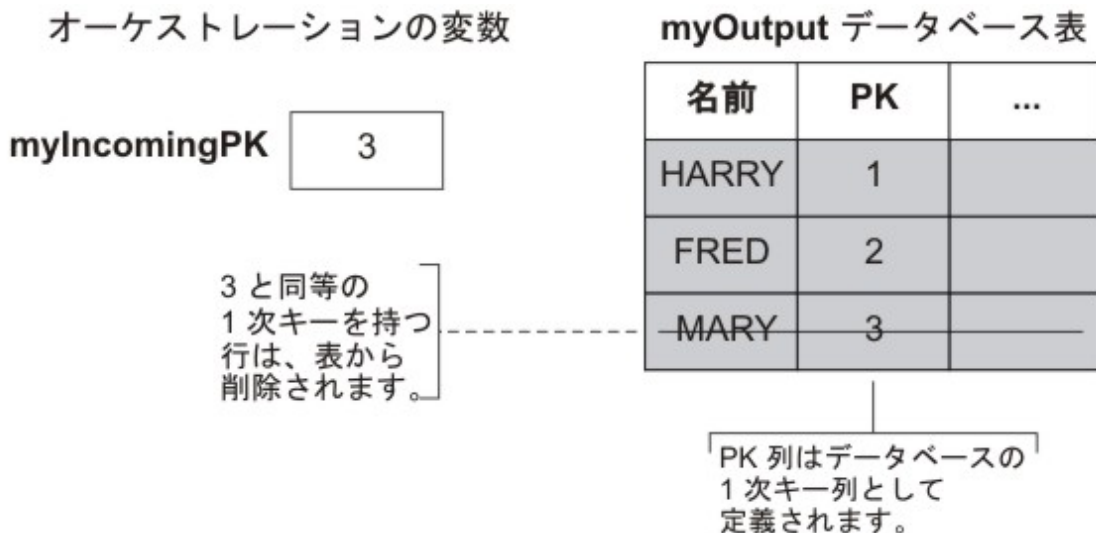 オーケストレーションの変数
myIncomingPK
3
3 と同等の
1 次キーを持つ
行は、表から
削除されます。
myOutput データベース表
名前 PK ...
HARRY 1
FRED 2
MARY 3
PK 列はデータベースの
1 次キー列として
定義されます。